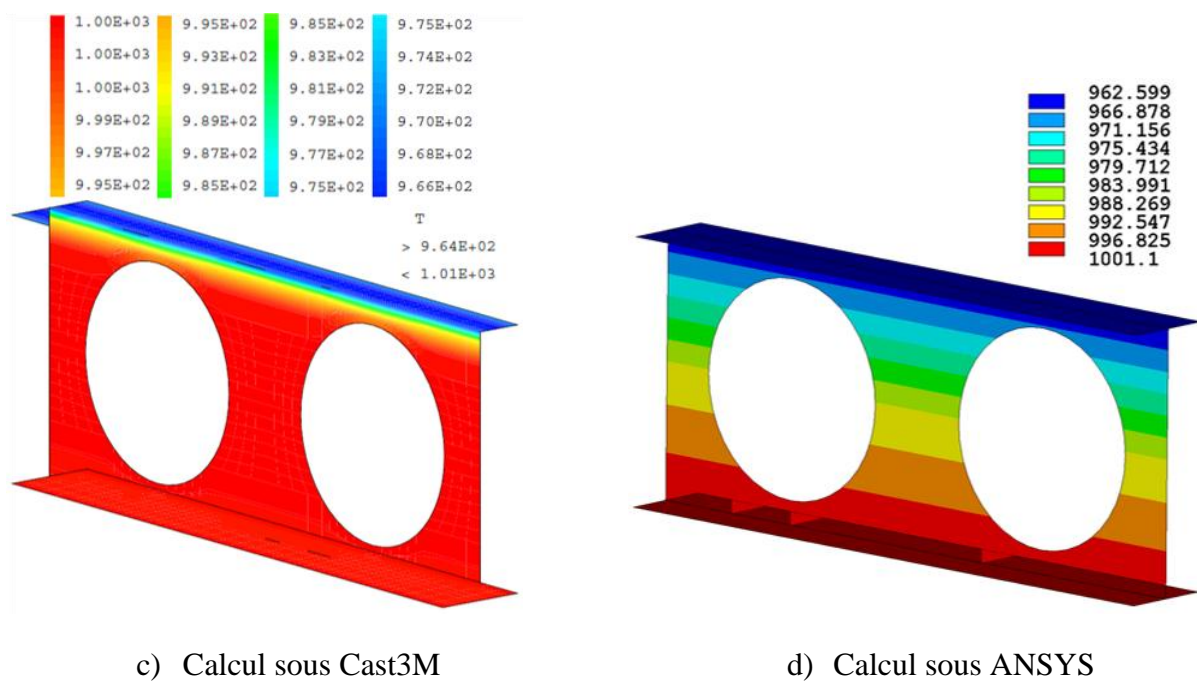 1.00E+03 9.95E+02 9.85E+02 9.75E+02
1.00E+03 9.93E+02 9.83E+02 9.74E+02
1.00E+03 9.91E+02 9.81E+02 9.72E+02
9.99E+02 9.89E+02 9.79E+02 9.70E+02
9.97E+02 9.87E+02 9.77E+02 9.68E+02
9.95E+02 9.85E+02 9.75E+02 9.66E+02
T
> 9.64E+02
< 1.01E+03
962.599
966.878
971.156
975.434
979.712
983.991
988.269
992.547
996.825
1001.1
c) Calcul sous Cast3M
d) Calcul sous ANSYS